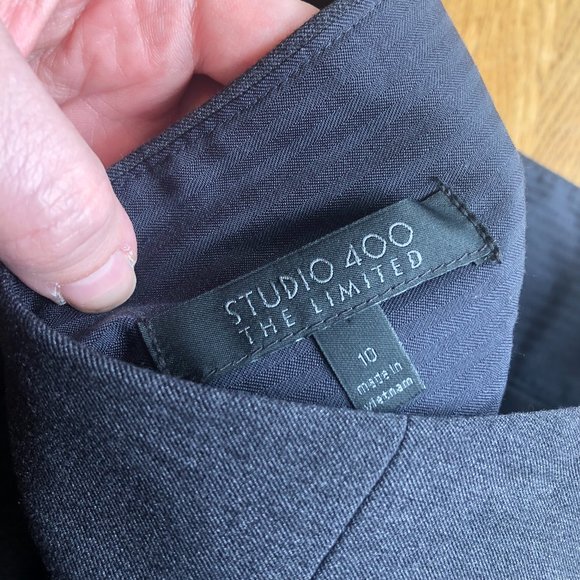 STUDIO 400
THE LIMITED
10
made in
vietnam